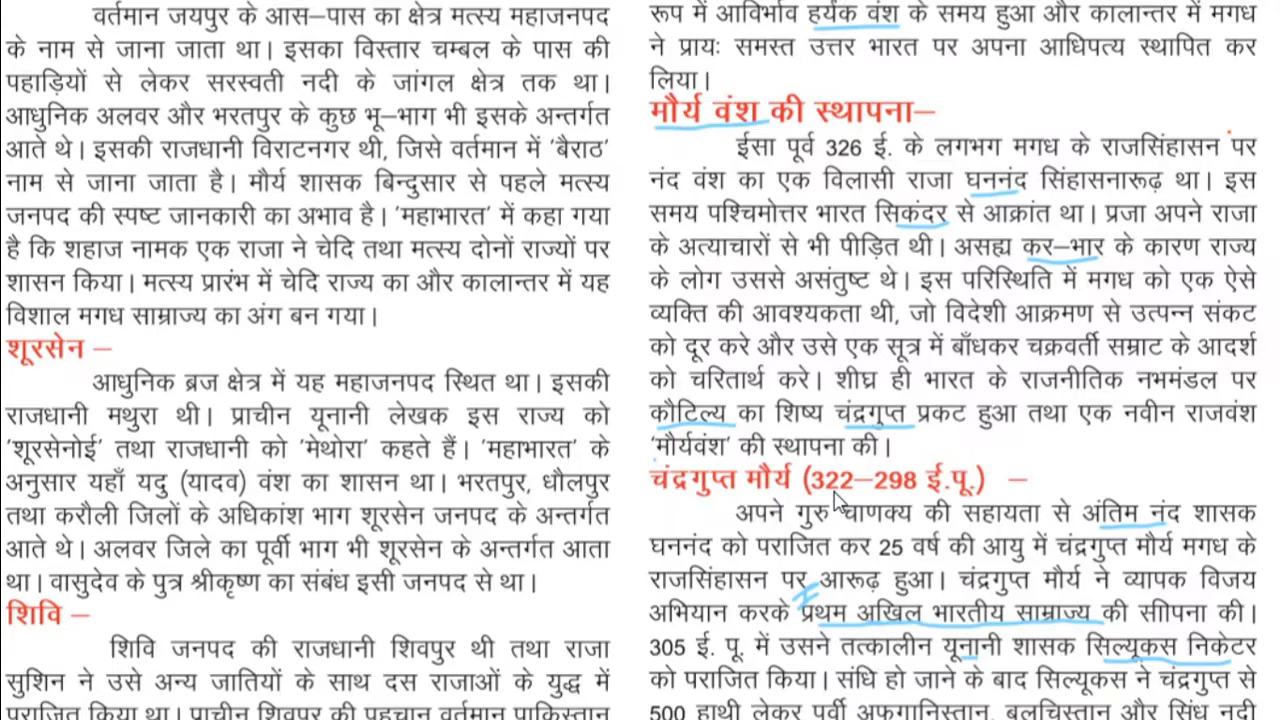 वर्तमान जयपुर के आस–पास का क्षेत्र मत्स्य महाजनपद
के नाम से जाना जाता था। इसका विस्तार चम्बल के पास की
पहाड़ियों से लेकर सरस्वती नदी के जांगल क्षेत्र तक था।
आधुनिक अलवर और भरतपुर के कुछ भू–भाग भी इसके अन्तर्गत
आते थे। इसकी राजधानी विराटनगर थी, जिसे वर्तमान में 'बैराठ'
नाम से जाना जाता है। मौर्य शासक बिन्दुसार से पहले मत्स्य
जनपद की स्पष्ट जानकारी का अभाव है। 'महाभारत' में कहा गया
है कि शहाज नामक एक राजा ने चेदि तथा मत्स्य दोनों राज्यों पर
शासन किया। मत्स्य प्रारंभ में चेदि राज्य का और कालान्तर में यह
विशाल मगध साम्राज्य का अंग बन गया।
शूरसेन –
आधुनिक ब्रज क्षेत्र में यह महाजनपद स्थित था। इसकी
राजधानी मथुरा थी। प्राचीन यूनानी लेखक इस राज्य को
'शूरसेनोई' तथा राजधानी को 'मेथोरा' कहते हैं। 'महाभारत' के
अनुसार यहाँ यदु (यादव) वंश का शासन था। भरतपुर, धौलपुर
तथा करौली जिलों के अधिकांश भाग शूरसेन जनपद के अन्तर्गत
आते थे। अलवर जिले का पूर्वी भाग भी शूरसेन के अन्तर्गत आता
था। वासुदेव के पुत्र श्रीकृष्ण का संबंध इसी जनपद से था।
शिवि –
शिवि जनपद की राजधानी शिवपुर थी तथा राजा
सुशिन ने उसे अन्य जातियों के साथ दस राजाओं के युद्ध में
पराजित किया था। प्राचीन शिवपुर की पहचान वर्तमान पाकिस्तान
रूप में आविर्भाव हर्यक वंश के समय हुआ और कालान्तर में मगध
ने प्रायः समस्त उत्तर भारत पर अपना आधिपत्य स्थापित कर
लिया।
मौर्य वंश की स्थापना–
ईसा पूर्व 326 ई. के लगभग मगध के राजसिंहासन पर
नंद वंश का एक विलासी राजा घननंद सिंहासनारूढ़ था। इस
समय पश्चिमोत्तर भारत सिकंदर से आक्रांत था। प्रजा अपने राजा
के अत्याचारों से भी पीड़ित थी। असह्य कर–भार के कारण राज्य
के लोग उससे असंतुष्ट थे। इस परिस्थिति में मगध को एक ऐसे
व्यक्ति की आवश्यकता थी, जो विदेशी आक्रमण से उत्पन्न संकट
को दूर करे और उसे एक सूत्र में बाँधकर चक्रवर्ती सम्राट के आदर्श
को चरितार्थ करे। शीघ्र ही भारत के राजनीतिक नभमंडल पर
कौटिल्य का शिष्य चंद्रगुप्त प्रकट हुआ तथा एक नवीन राजवंश
'मौर्यवंश' की स्थापना की।
चंद्रगुप्त मौर्य (322–298 ई.पू.) –
अपने गुरु चाणक्य की सहायता से अंतिम नंद शासक
घननंद को पराजित कर 25 वर्ष की आयु में चंद्रगुप्त मौर्य मगध के
राजसिंहासन पर आरूढ़ हुआ। चंद्रगुप्त मौर्य ने व्यापक विजय
अभियान करके प्रथम अखिल भारतीय साम्राज्य की सीापना की।
305 ई. पू. में उसने तत्कालीन यूनानी शासक सिल्यूकस निकेटर
को पराजित किया। संधि हो जाने के बाद सिल्यूकस ने चंद्रगुप्त से
500 हाथी लेकर पूर्वी अफगानिस्तान, बलूचिस्तान और सिंधु नदी